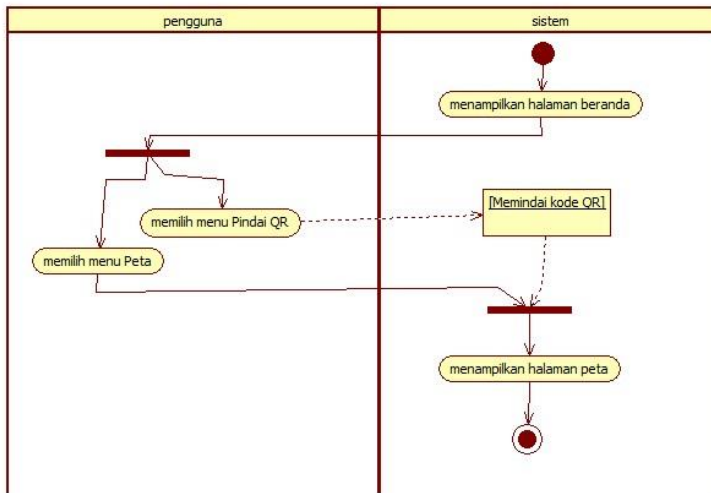 pengguna
sistem
menampilkan halaman beranda
memilih menu Pindai QR
[Memindai kode QR]
memilih menu Peta
menampilkan halaman peta